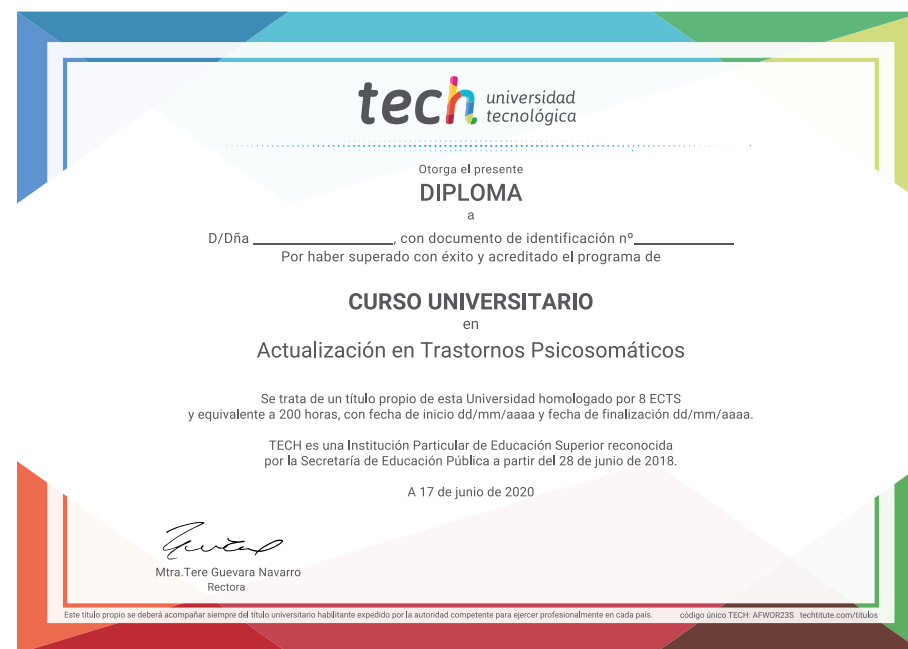 tech universidad
tecnológica
Otorga el presente
DIPLOMA
a
D/Dña ____________________, con documento de identificación nº______________
Por haber superado con éxito y acreditado el programa de
CURSO UNIVERSITARIO
en
Actualización en Trastornos Psicosomáticos
Se trata de un título propio de esta Universidad homologado por 8 ECTS
y equivalente a 200 horas, con fecha de inicio dd/mm/aaaa y fecha de finalización dd/mm/aaaa.
TECH es una Institución Particular de Educación Superior reconocida
por la Secretaría de Educación Pública a partir del 28 de junio de 2018.
A 17 de junio de 2020
Mtra.Tere Guevara Navarro
Rectora
Este título propio se deberá acompañar siempre del título universitario habilitante expedido por la autoridad competente para ejercer profesionalmente en cada país. código único TECH: AFWOR23S techtitute.com/titulos